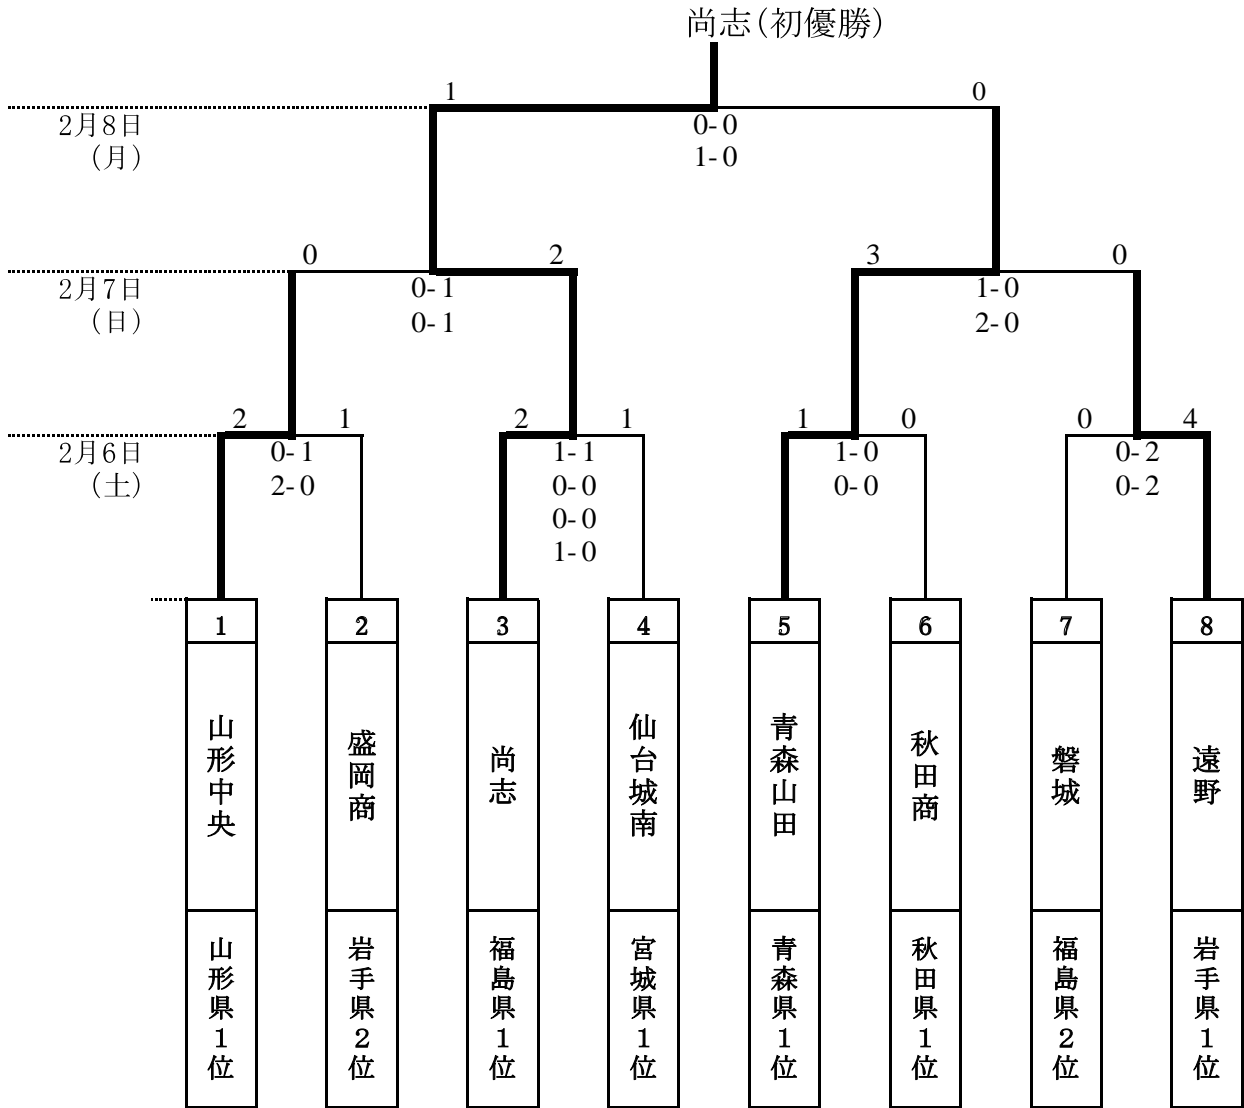 尚志(初優勝)
1
0
2月8日
(月)
0-0
1-0
0
2
3
0
2月7日
(日)
0-1
0-1
1-0
2-0
2
1
2
1
1
0
0
4
2月6日
(土)
0-1
2-0
1-1
0-0
0-0
1-0
1-0
0-0
0-2
0-2
1
2
3
4
5
6
7
8
山形中央
盛岡商
尚志
仙台城南
青森山田
秋田商
磐城
遠野
山形県1位
岩手県2位
福島県1位
宮城県1位
青森県1位
秋田県1位
福島県2位
岩手県1位